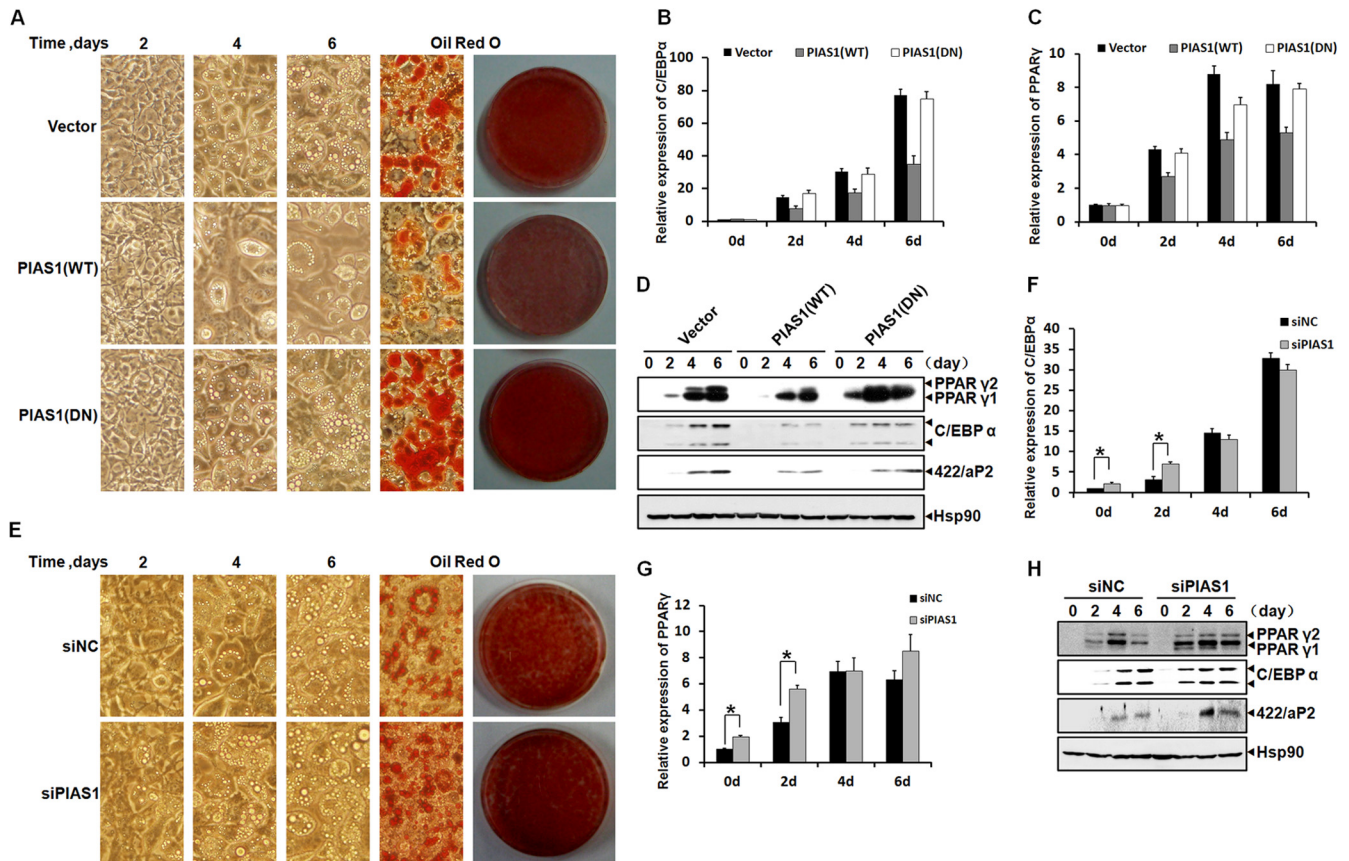 A
Time ,days 2 4 6 Oil Red O
Vector
PIAS1(WT)
PIAS1(DN)
B
Relative expression of C/EBPα
Vector PIAS1(WT) PIAS1(DN)
100
80
60
40
20
0
0d 2d 4d 6d
C
Relative expression of PPARγ
Vector PIAS1(WT) PIAS1(DN)
10
8
6
4
2
0
0d 2d 4d 6d
D
Vector PIAS1(WT) PIAS1(DN)
0 2 4 6 0 2 4 6 0 2 4 6 (day)
PPAR γ2
PPAR γ1
C/EBP α
422/aP2
Hsp90
F
Relative expression of C/EBPα
siNC
siPIAS1
35
30
25
20
15
10
5
0
* *
0d 2d 4d 6d
E
Time ,days 2 4 6 Oil Red O
siNC
siPIAS1
G
Relative expression of PPARγ
siNC
siPIAS1
12
10
8
6
4
2
0
* *
0d 2d 4d 6d
H
siNC siPIAS1
0 2 4 6 0 2 4 6 (day)
PPAR γ2
PPAR γ1
C/EBP α
422/aP2
Hsp90